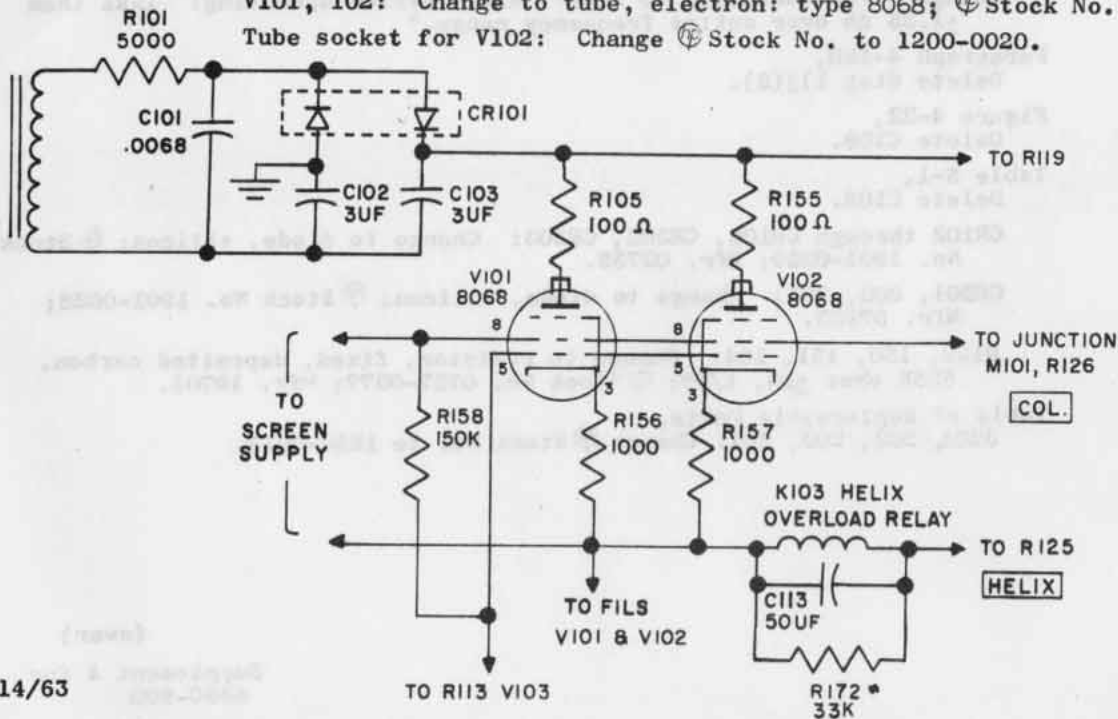 V101, 102: Change to tube, electron: type 8068; ⓗⓟ Stock No.
Tube socket for V102: Change ⓗⓟ Stock No. to 1200-0020.
R101
5000
C101
.0068
CR101
C102
3UF
C103
3UF
R105
100 Ω
R155
100 Ω
TO R119
V101
8068
V102
8068
8
5
3
8
5
3
TO JUNCTION
M101, R126
COL.
TO
SCREEN
SUPPLY
R158
150K
R156
1000
R157
1000
K103 HELIX
OVERLOAD RELAY
TO R125
HELIX
C113
50UF
TO FILS
V101 & V102
R172*
33K
TO R113 V103
14/63